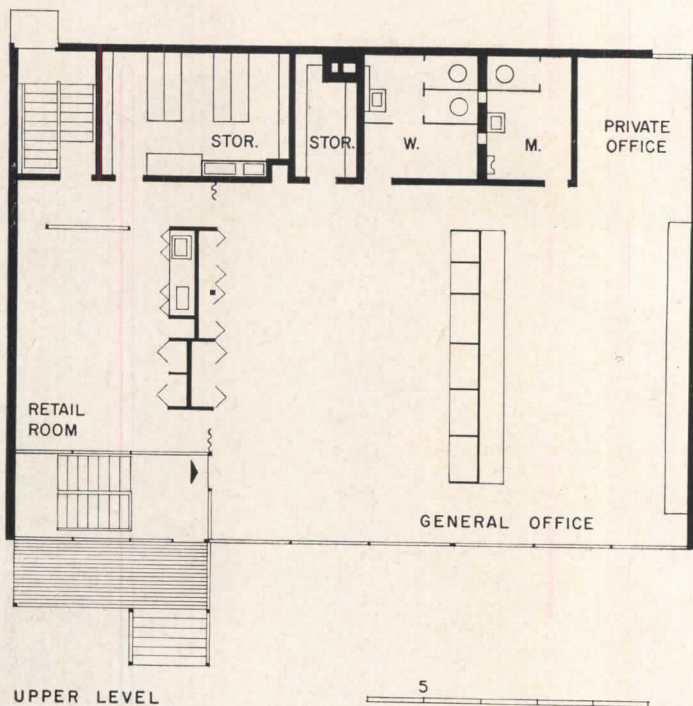 STOR.
STOR.
W.
M.
PRIVATE
OFFICE
RETAIL
ROOM
GENERAL OFFICE
UPPER LEVEL
5